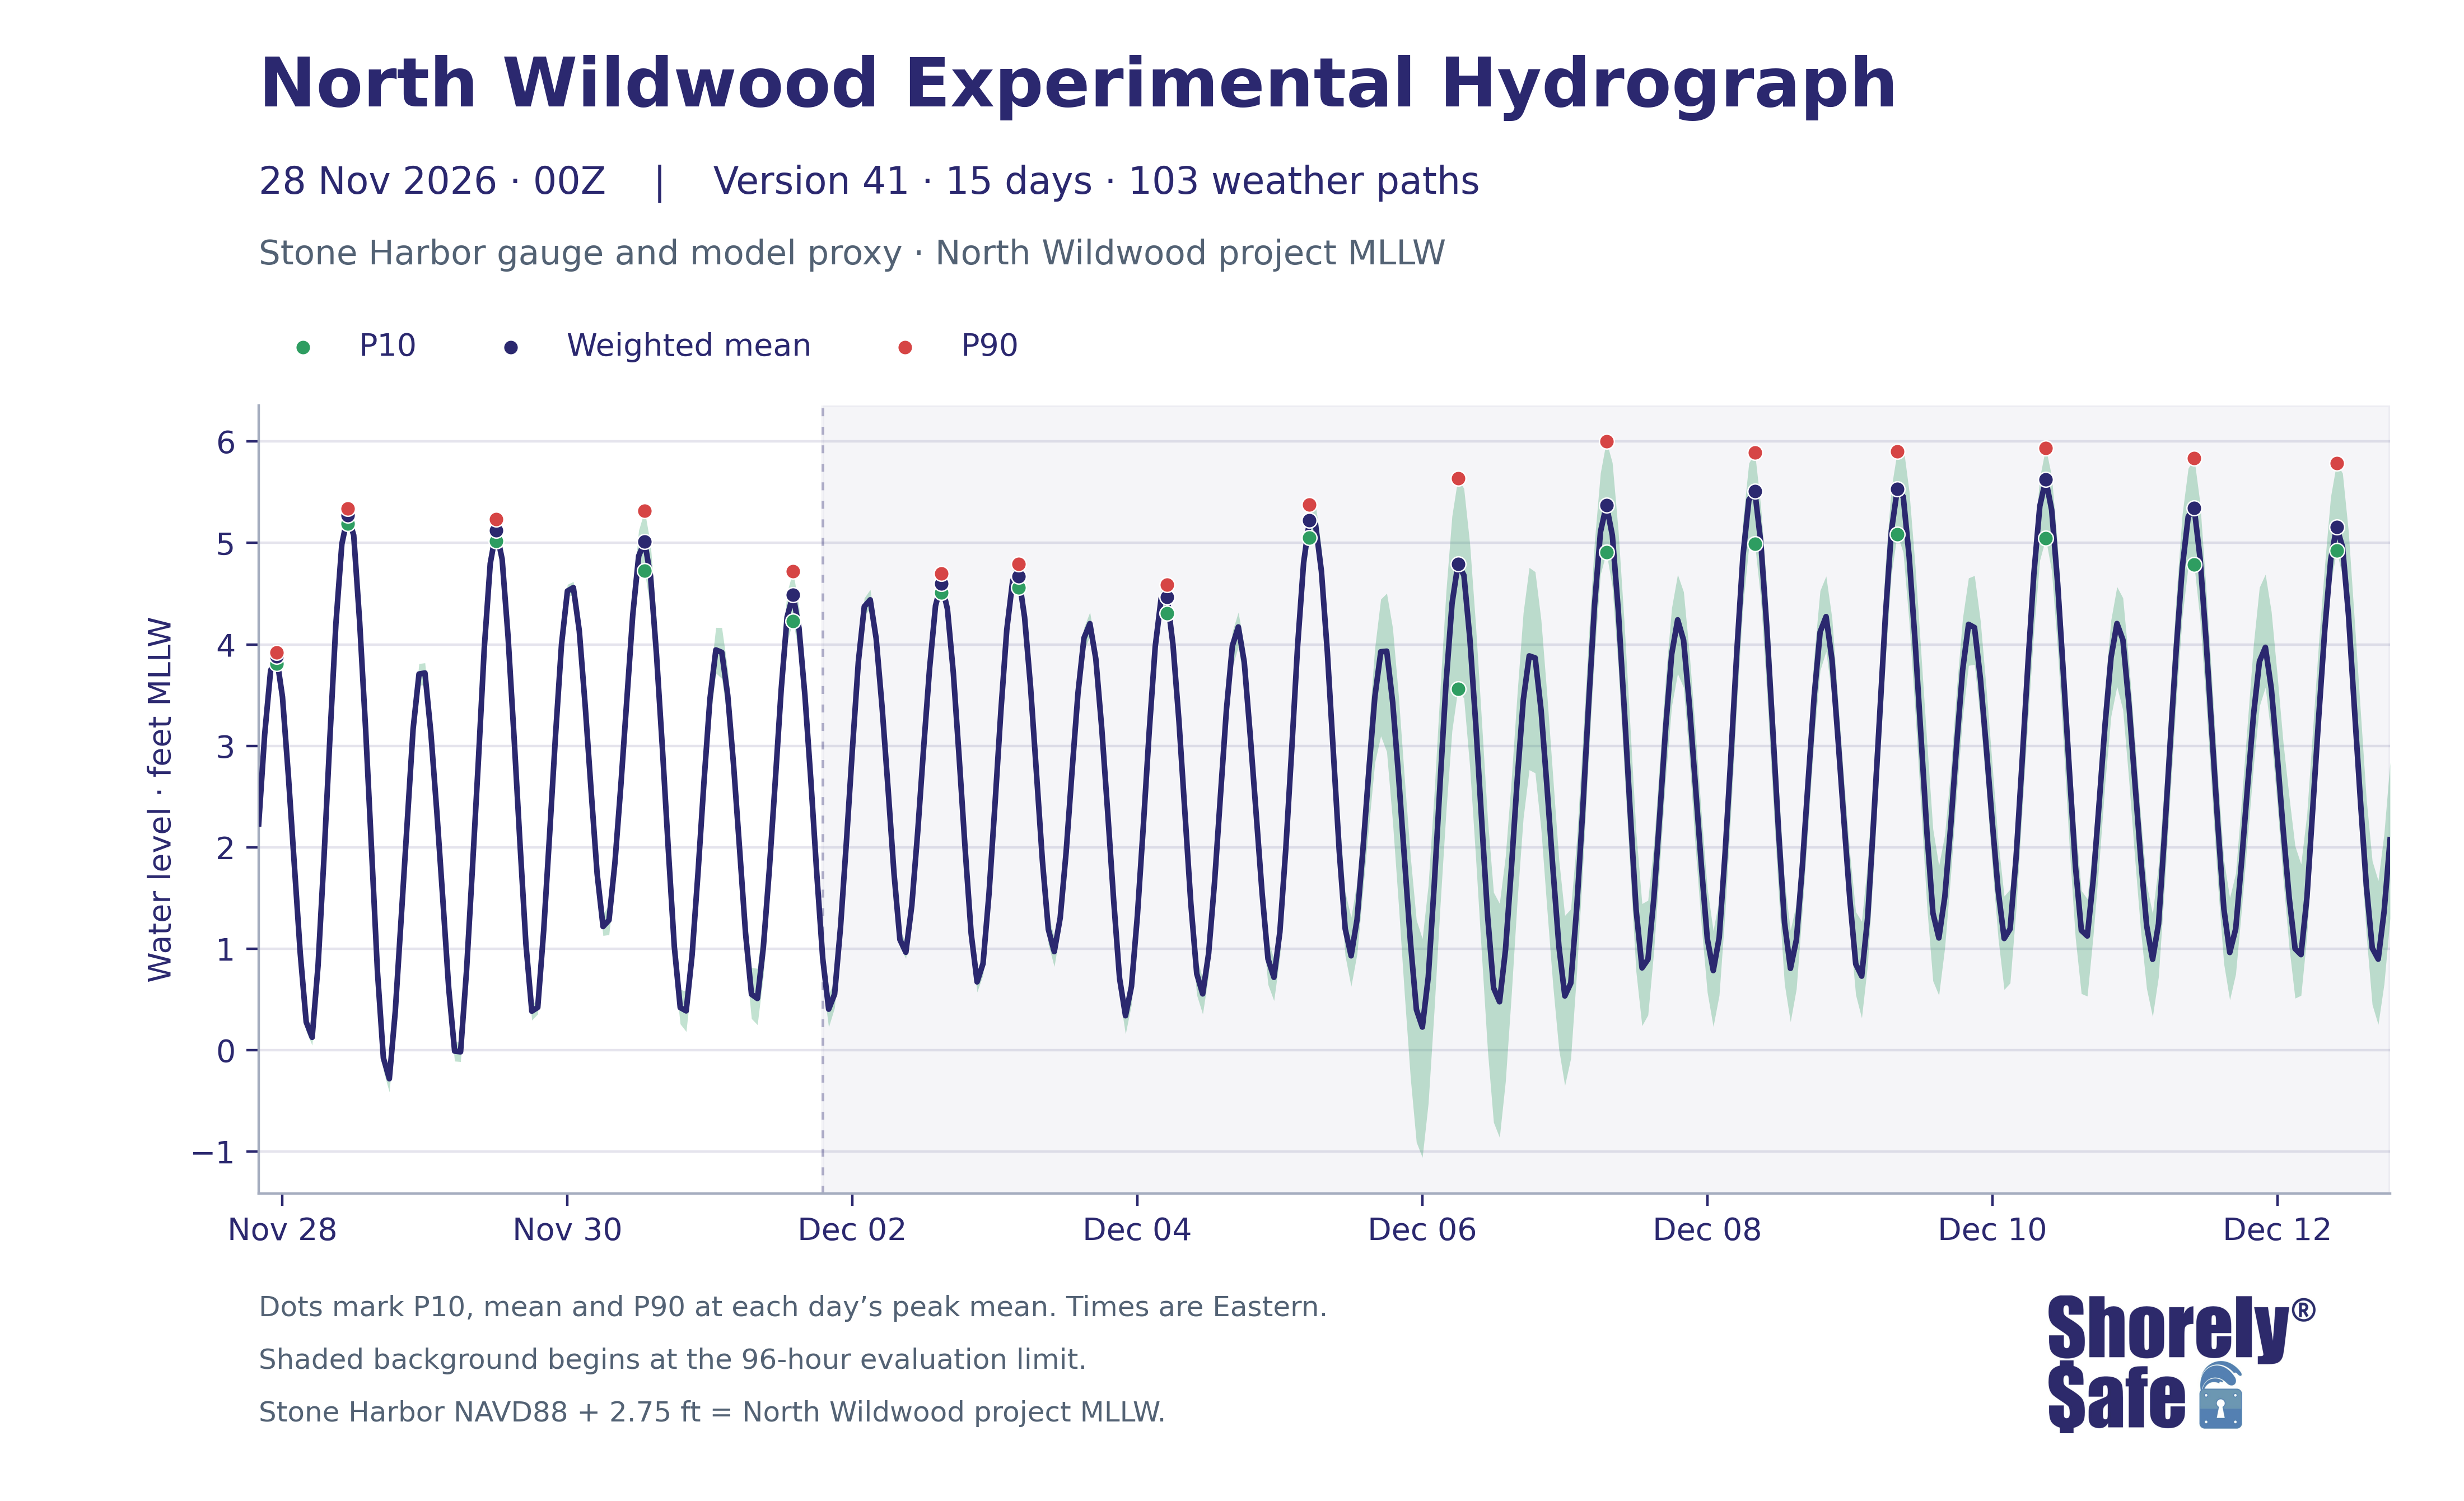 North Wildwood Experimental Hydrograph
28 Nov 2026 · 00Z | Version 41 · 15 days · 103 weather paths
Stone Harbor gauge and model proxy · North Wildwood project MLLW
P10 Weighted mean P90
Water level · feet MLLW
6
5
4
3
2
1
0
−1
Nov 28 Nov 30 Dec 02 Dec 04 Dec 06 Dec 08 Dec 10 Dec 12
Dots mark P10, mean and P90 at each day’s peak mean. Times are Eastern.
Shaded background begins at the 96-hour evaluation limit.
Stone Harbor NAVD88 + 2.75 ft = North Wildwood project MLLW.
Shorely®
$afe